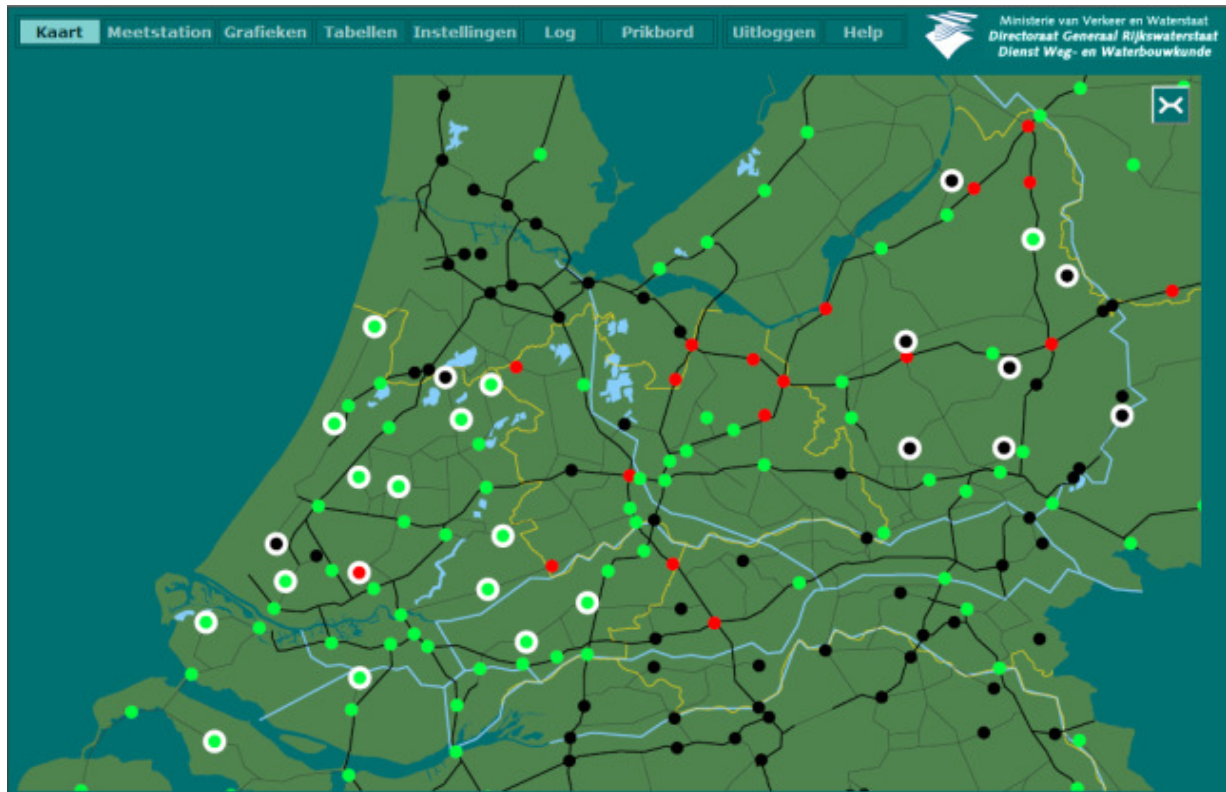 Kaart Meetstation Grafieken Tabellen Instellingen Log Prikbord Uitloggen Help
Ministerie van Verkeer en Waterstaat
Directoraat Generaal Rijkswaterstaat
Dienst Weg- en Waterbouwkunde